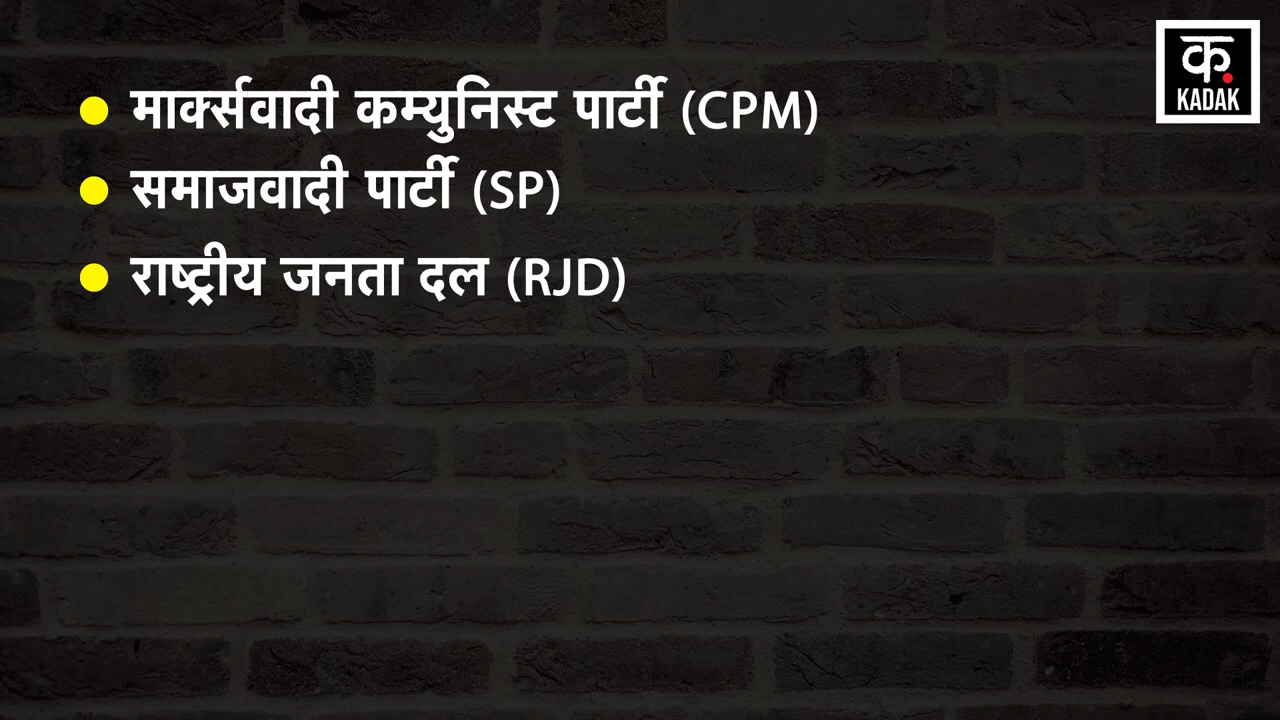 मार्क्सवादी कम्युनिस्ट पार्टी (CPM)
समाजवादी पार्टी (SP)
राष्ट्रीय जनता दल (RJD)
क
KADAK